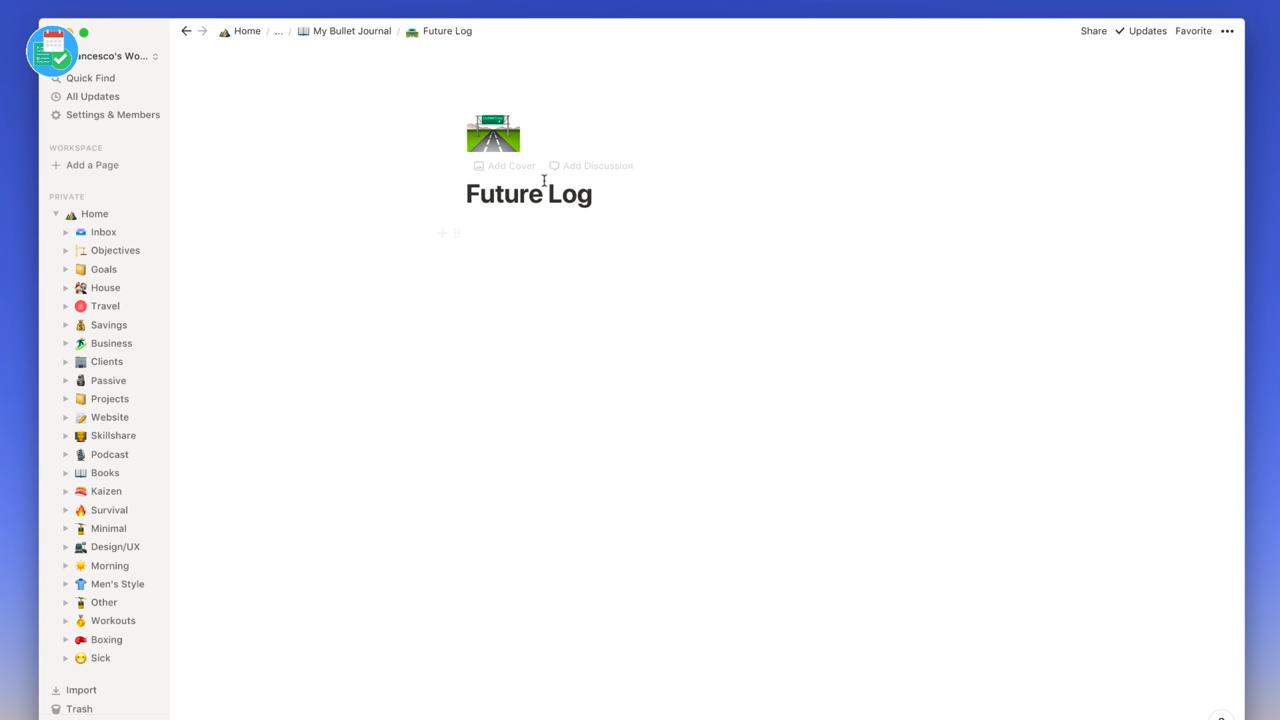 Home / ... / My Bullet Journal / Future Log
Share Updates Favorite •••
ancesco's Wo...
Quick Find
All Updates
Settings & Members
WORKSPACE
Add a Page
PRIVATE
Home
Inbox
Objectives
Goals
House
Travel
Savings
Business
Clients
Passive
Projects
Website
Skillshare
Podcast
Books
Kaizen
Survival
Minimal
Design/UX
Morning
Men's Style
Other
Workouts
Boxing
Sick
Import
Trash
Add Cover Add Discussion
Future Log